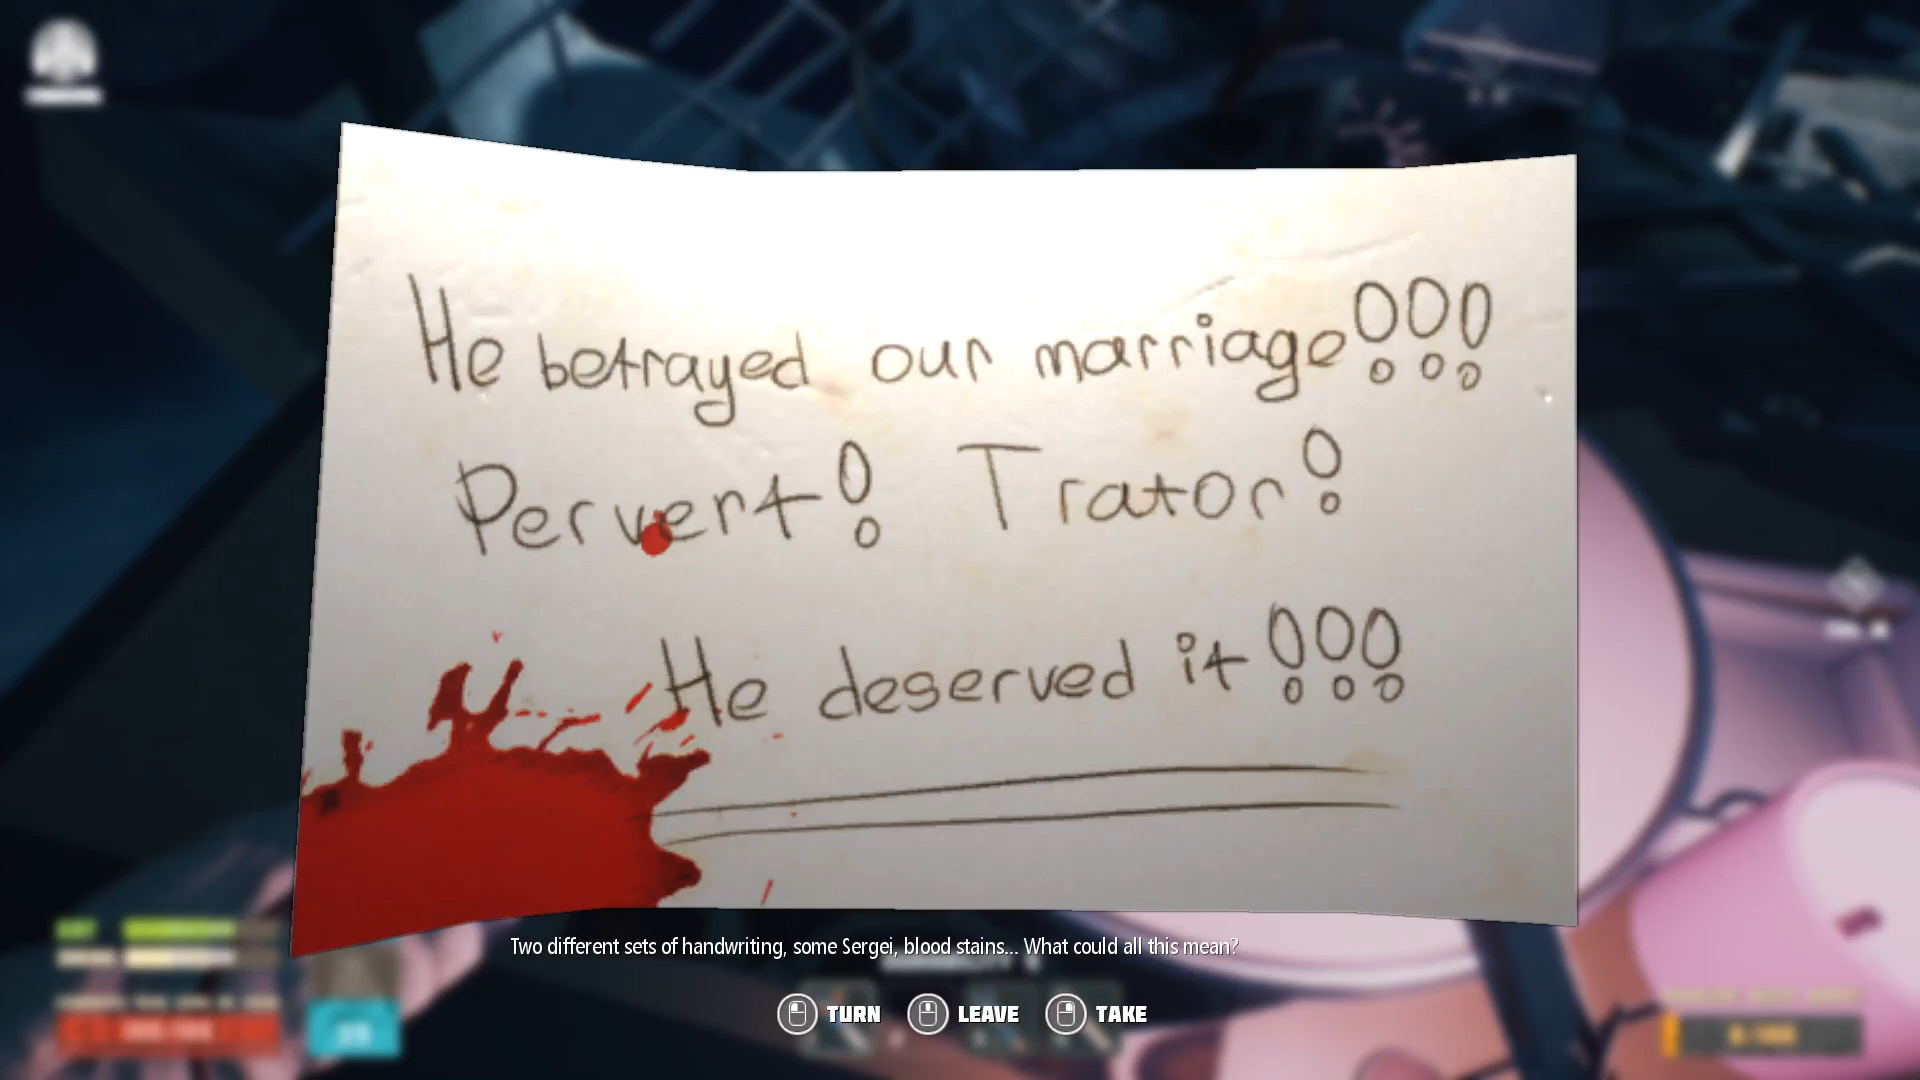 He betrayed our marriage!!!
Pervert! Trator!
He deserved it!!!
Two different sets of handwriting, some Sergei, blood stains... What could all this mean?
TURN LEAVE TAKE